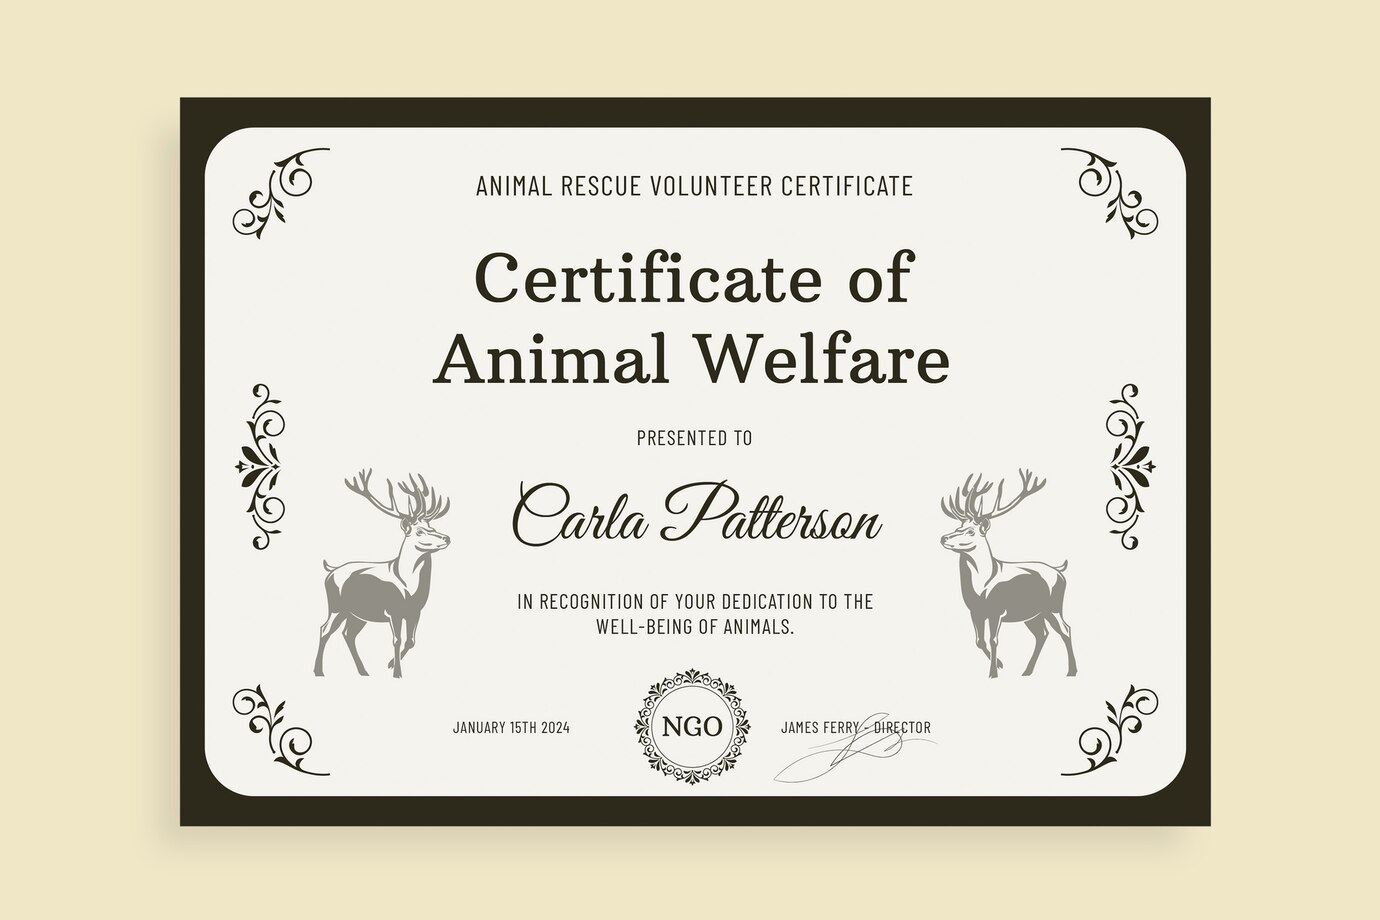 ANIMAL RESCUE VOLUNTEER CERTIFICATE
Certificate of
Animal Welfare
PRESENTED TO
Carla Patterson
IN RECOGNITION OF YOUR DEDICATION TO THE
WELL-BEING OF ANIMALS.
JANUARY 15TH 2024
NGO
JAMES FERRY - DIRECTOR